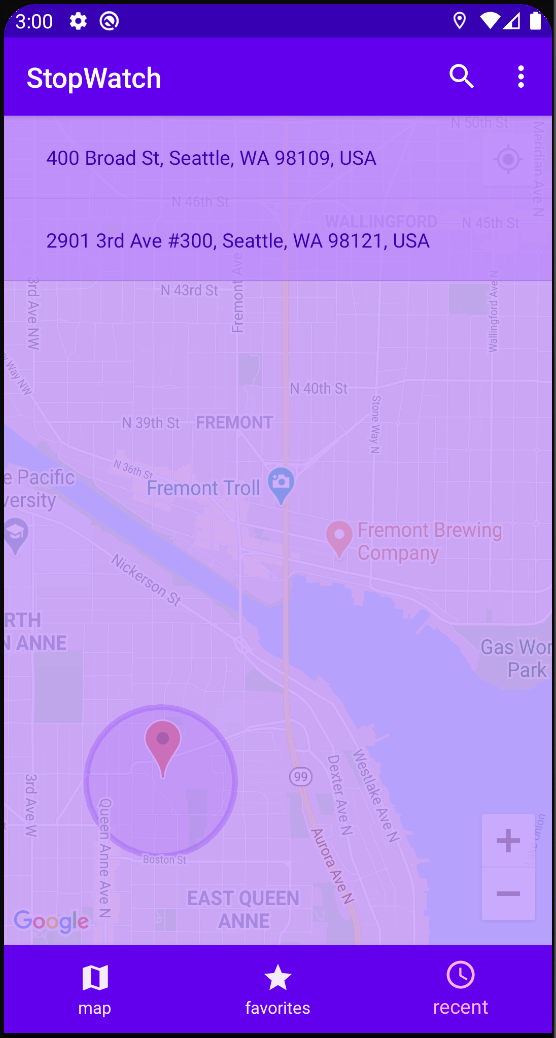 3:00
StopWatch
N 50th St
Meridian Ave N
400 Broad St, Seattle, WA 98109, USA
N 46th St
WALLINGFORD
N 45th St
2901 3rd Ave #300, Seattle, WA 98121, USA
3rd Ave NW
N 43rd St
Fremont Ave
Wallingford Ave N
Way NW
N 40th St
Stone Way N
N 39th St
FREMONT
N 36th St
e Pacific
versity
Fremont Troll
Fremont Brewing
Company
Nickerson St
RTH
N ANNE
Gas Wor
Park
99
3rd Ave W
Queen Anne Ave N
Dexter Ave N
Westlake Ave N
Aurora Ave N
Boston St
+
−
EAST QUEEN
ANNE
Google
map
favorites
recent